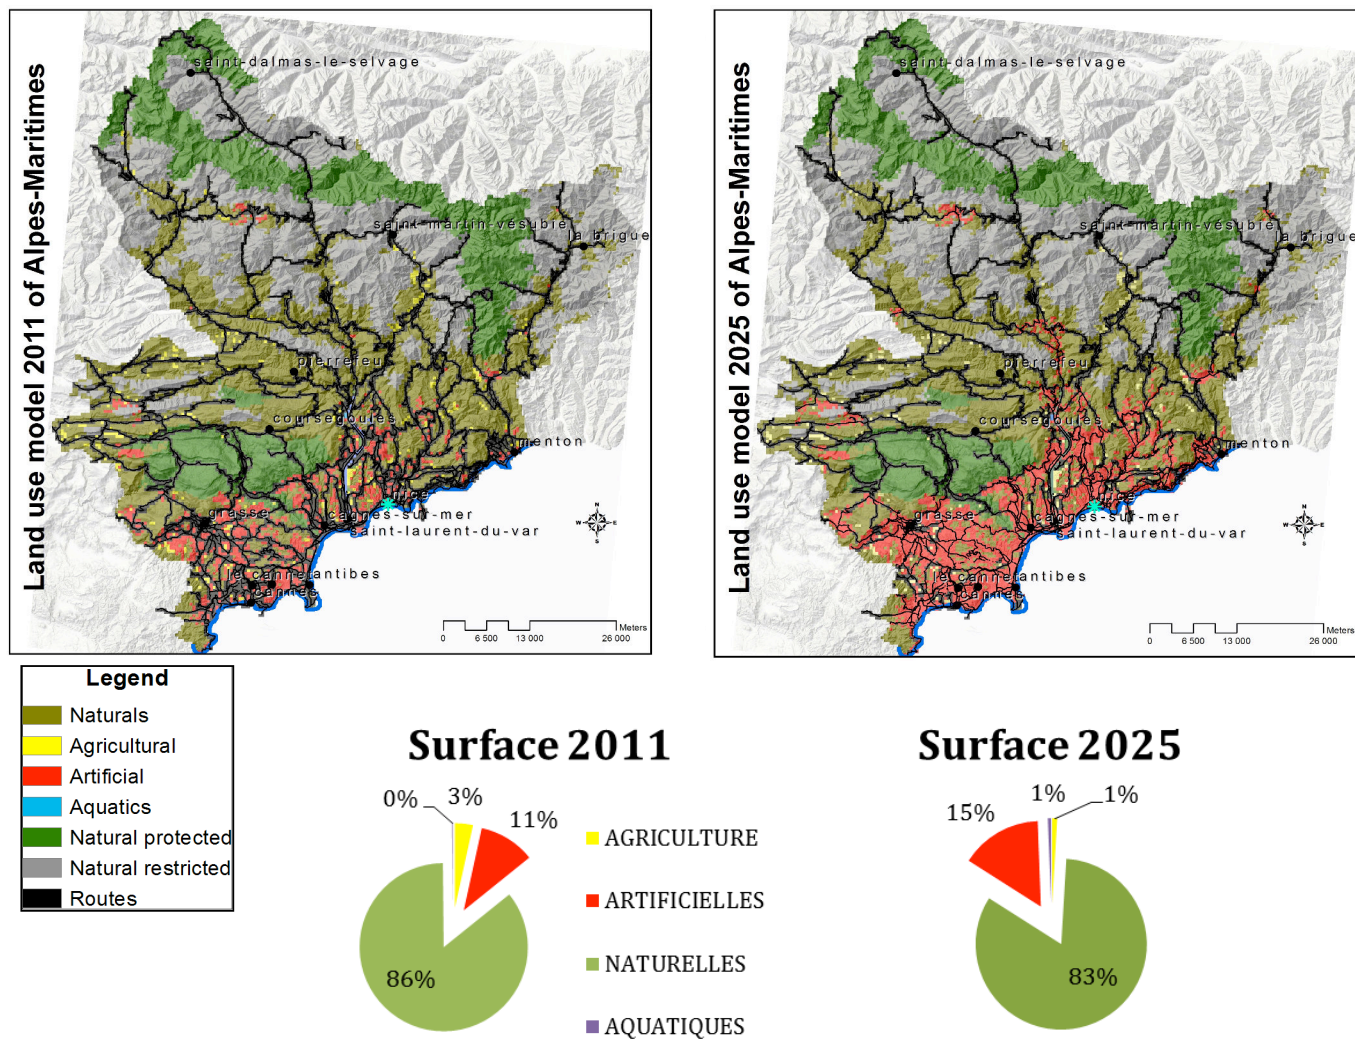 Land use model 2011 of Alpes-Maritimes
saint-dalmas-le-selvage
saint-martin-vésubie
la brigue
pierrefeu
coursegoules
menton
nice
grasse
cagnes-sur-mer
saint-laurent-du-var
le cannet antibes
cannes
N
W E
S
Meters
0 6 500 13 000 26 000
Land use model 2025 of Alpes-Maritimes
saint-dalmas-le-selvage
saint-martin-vésubie
la brigue
pierrefeu
coursegoules
menton
nice
grasse
cagnes-sur-mer
saint-laurent-du-var
le cannet antibes
cannes
N
W E
S
Meters
0 6 500 13 000 26 000
Legend
Naturals
Agricultural
Artificial
Aquatics
Natural protected
Natural restricted
Routes
Surface 2011
0% 3%
11%
86%
AGRICULTURE
ARTIFICIELLES
NATURELLES
AQUATIQUES
Surface 2025
1% 1%
15%
83%